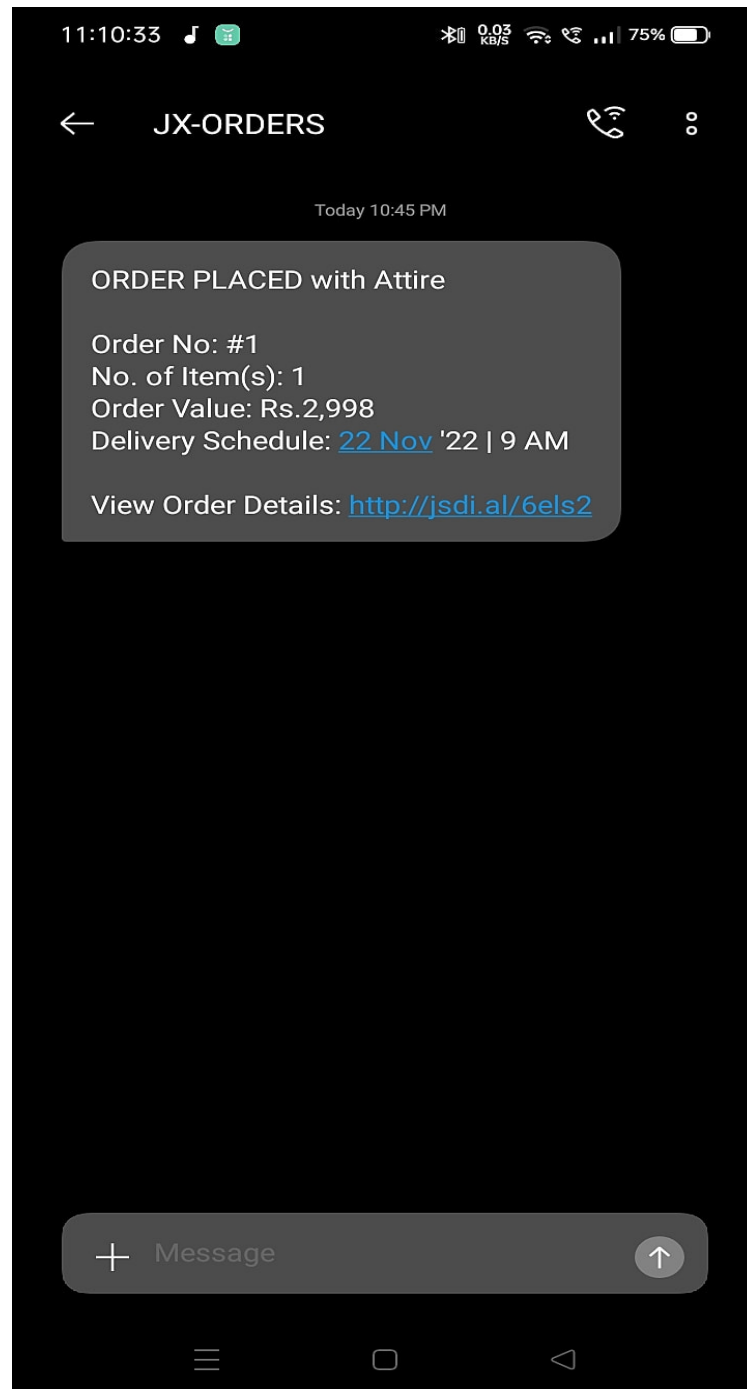 11:10:33 0.03 KB/S 75%
JX-ORDERS
Today 10:45 PM
ORDER PLACED with Attire
Order No: #1
No. of Item(s): 1
Order Value: Rs.2,998
Delivery Schedule: 22 Nov '22 | 9 AM
View Order Details: http://jsdi.al/6els2
Message